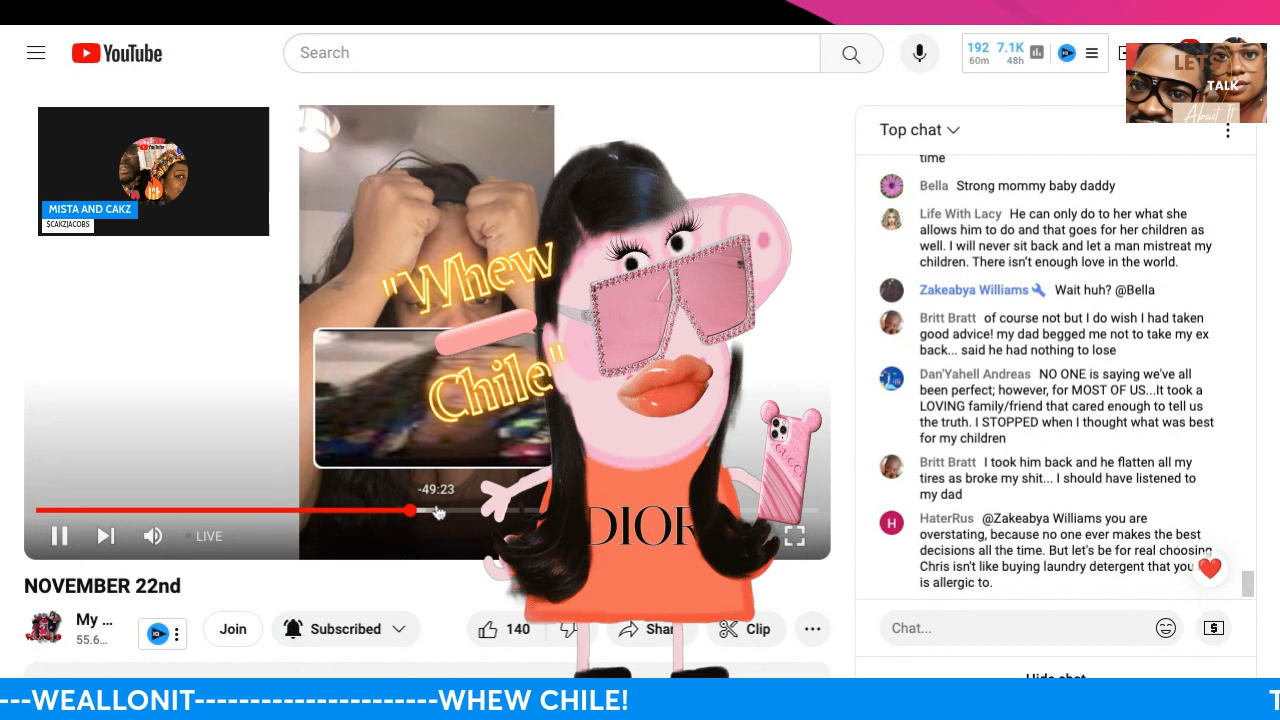 YouTube
Search
192 7.1K
60m 48h
LETS
TALK
About It
Top chat
time
Bella Strong mommy baby daddy
Life With Lacy He can only do to her what she
allows him to do and that goes for her children as
well. I will never sit back and let a man mistreat my
children. There isn't enough love in the world.
Zakeabya Williams Wait huh? @Bella
Britt Bratt of course not but I do wish I had taken
good advice! my dad begged me not to take my ex
back... said he had nothing to lose
Dan'Yahell Andreas NO ONE is saying we've all
been perfect; however, for MOST OF US...It took a
LOVING family/friend that cared enough to tell us
the truth. I STOPPED when I thought what was best
for my children
Britt Bratt I took him back and he flatten all my
tires as broke my shit... I should have listened to
my dad
H HaterRus @Zakeabya Williams you are
overstating, because no one ever makes the best
decisions all the time. But let's be for real choosing
Chris isn't like buying laundry detergent that you
is allergic to.
Chat...
Hide chat
MISTA AND CAKZ
$CAKZJACOBS
"Whew
Chile"
GUCCI
DIOR
-49:23
LIVE
NOVEMBER 22nd
My ...
55.6...
Join
Subscribed
140
Shar
Clip
---WEALLONIT----------------------WHEW CHILE!